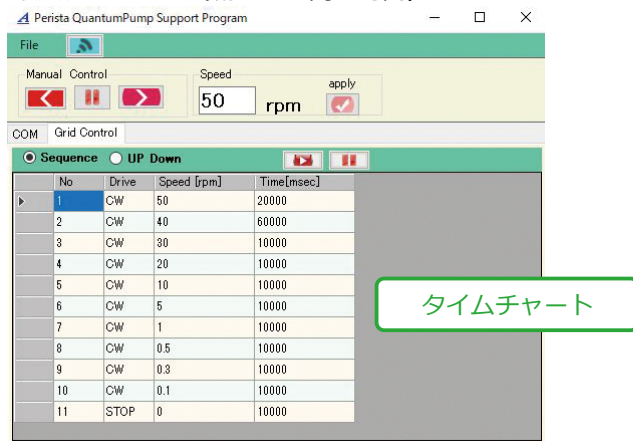 Perista QuantumPump Support Program
File
Manual Control
Speed
50
rpm
apply
COM Grid Control
Sequence UP Down
No Drive Speed [rpm] Time[msec]
1 CW 50 20000
2 CW 40 60000
3 CW 30 10000
4 CW 20 10000
5 CW 10 10000
6 CW 5 10000
7 CW 1 10000
8 CW 0.5 10000
9 CW 0.3 10000
10 CW 0.1 10000
11 STOP 0 10000
タイムチャート